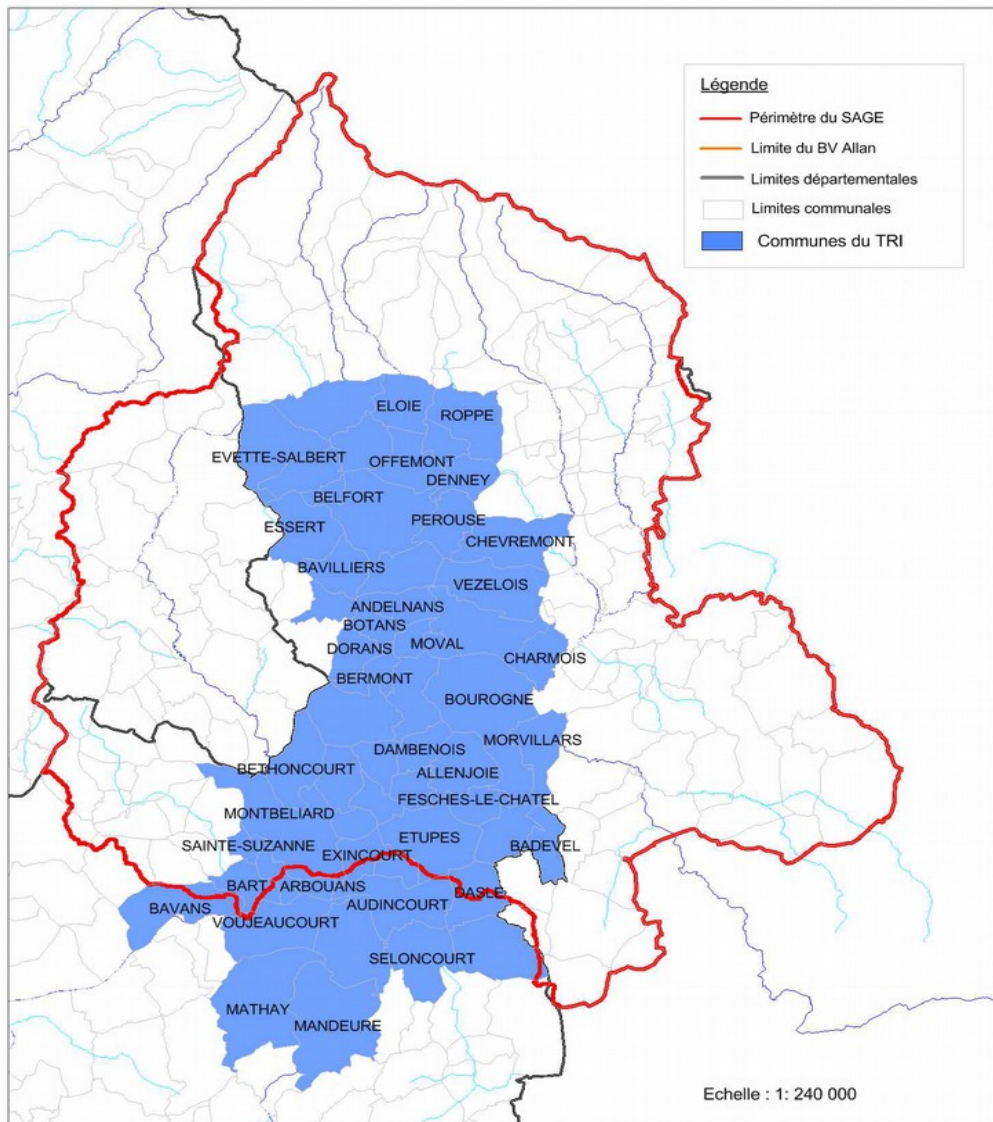 Légende
Périmètre du SAGE
Limite du BV Allan
Limites départementales
Limites communales
Communes du TRI
ELOIE
ROPPE
EVETTE-SALBERT
OFFEMONT
DENNEY
BELFORT
PEROUSE
ESSERT
CHEVREMONT
BAVILLIERS
VEZELOIS
ANDELNANS
BOTANS
MOVAL
DORANS
CHARMOIS
BERMONT
BOUROGNE
MORVILLARS
DAMBENOIS
BETHONCOURT
ALLENJOIE
FESCHES-LE-CHATEL
MONTBELIARD
ETUPES
SAINTE-SUZANNE
BADEVEL
EXINCOURT
BART
ARBOUANS
DASLE
AUDINCOURT
BAVANS
VOUJEAUCOURT
SELONCOURT
MATHAY
MANDEURE
Echelle : 1: 240 000